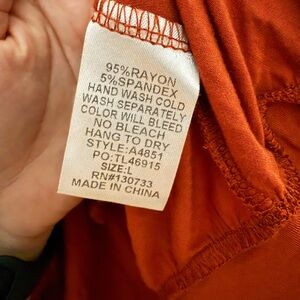 95%RAYON
5%SPANDEX
HAND WASH COLD
WASH SEPARATELY
COLOR WILL BLEED
NO BLEACH
HANG TO DRY
STYLE:A4851
PO:TL46915
SIZE:L
RN#130733
MADE IN CHINA